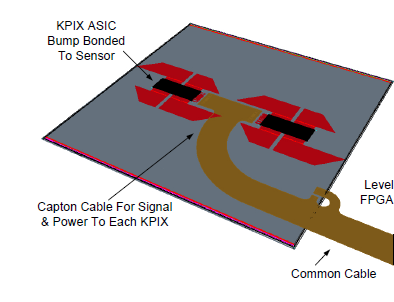 KPIX ASIC
Bump Bonded
To Sensor
Capton Cable For Signal
& Power To Each KPIX
Level
FPGA
Common Cable